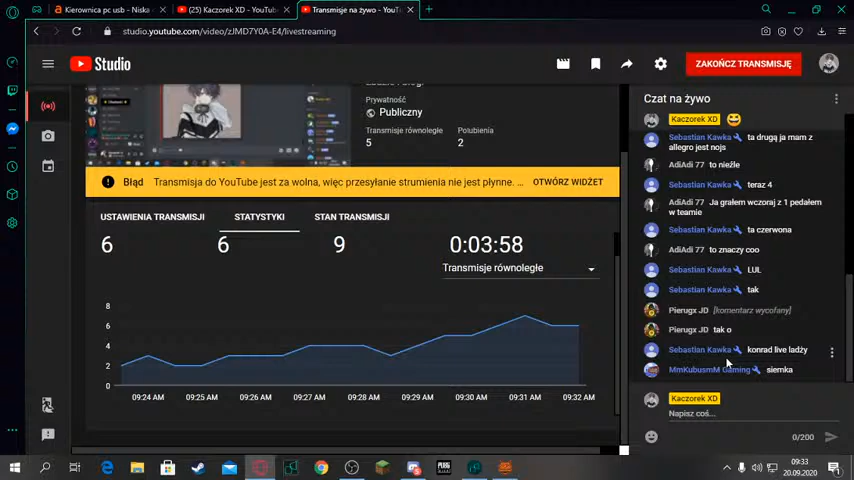 Kierownica pc usb - Niska
(25) Kaczorek XD - YouTube
Transmisje na żywo - YouT
studio.youtube.com/video/zJMD7Y0A-E4/livestreaming
Studio
ZAKOŃCZ TRANSMISJĘ
Prywatność
Publiczny
Transmisje równoległe
Polubienia
5
2
Błąd
Transmisja do YouTube jest za wolna, więc przesyłanie strumienia nie jest płynne. ...
OTWÓRZ WIDŻET
USTAWIENIA TRANSMISJI
STATYSTYKI
STAN TRANSMISJI
6
6
9
0:03:58
Transmisje równoległe
8
6
4
2
0
09:24 AM
09:25 AM
09:26 AM
09:27 AM
09:28 AM
09:29 AM
09:30 AM
09:31 AM
09:32 AM
Czat na żywo
Kaczorek XD 😆
Sebastian Kawka ta drugą ja mam z
allegro jest nojs
AdiAdi 77 to nieźle
Sebastian Kawka teraz 4
AdiAdi 77 Ja grałem wczoraj z 1 pedałem
w teamie
Sebastian Kawka ta czerwona
AdiAdi 77 to znaczy coo
Sebastian Kawka LUL
Sebastian Kawka tak
Pierugx JD [komentarz wycofany]
Pierugx JD tak o
Sebastian Kawka konrad live ladzy
MmKubusmM Gaming siemka
Kaczorek XD
Napisz coś...
0/200
09:33
20.09.2020